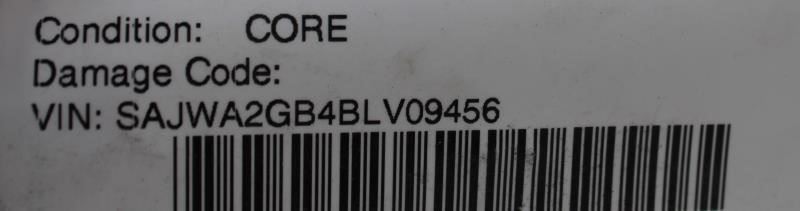 Condition: CORE
Damage Code:
VIN: SAJWA2GB4BLV09456